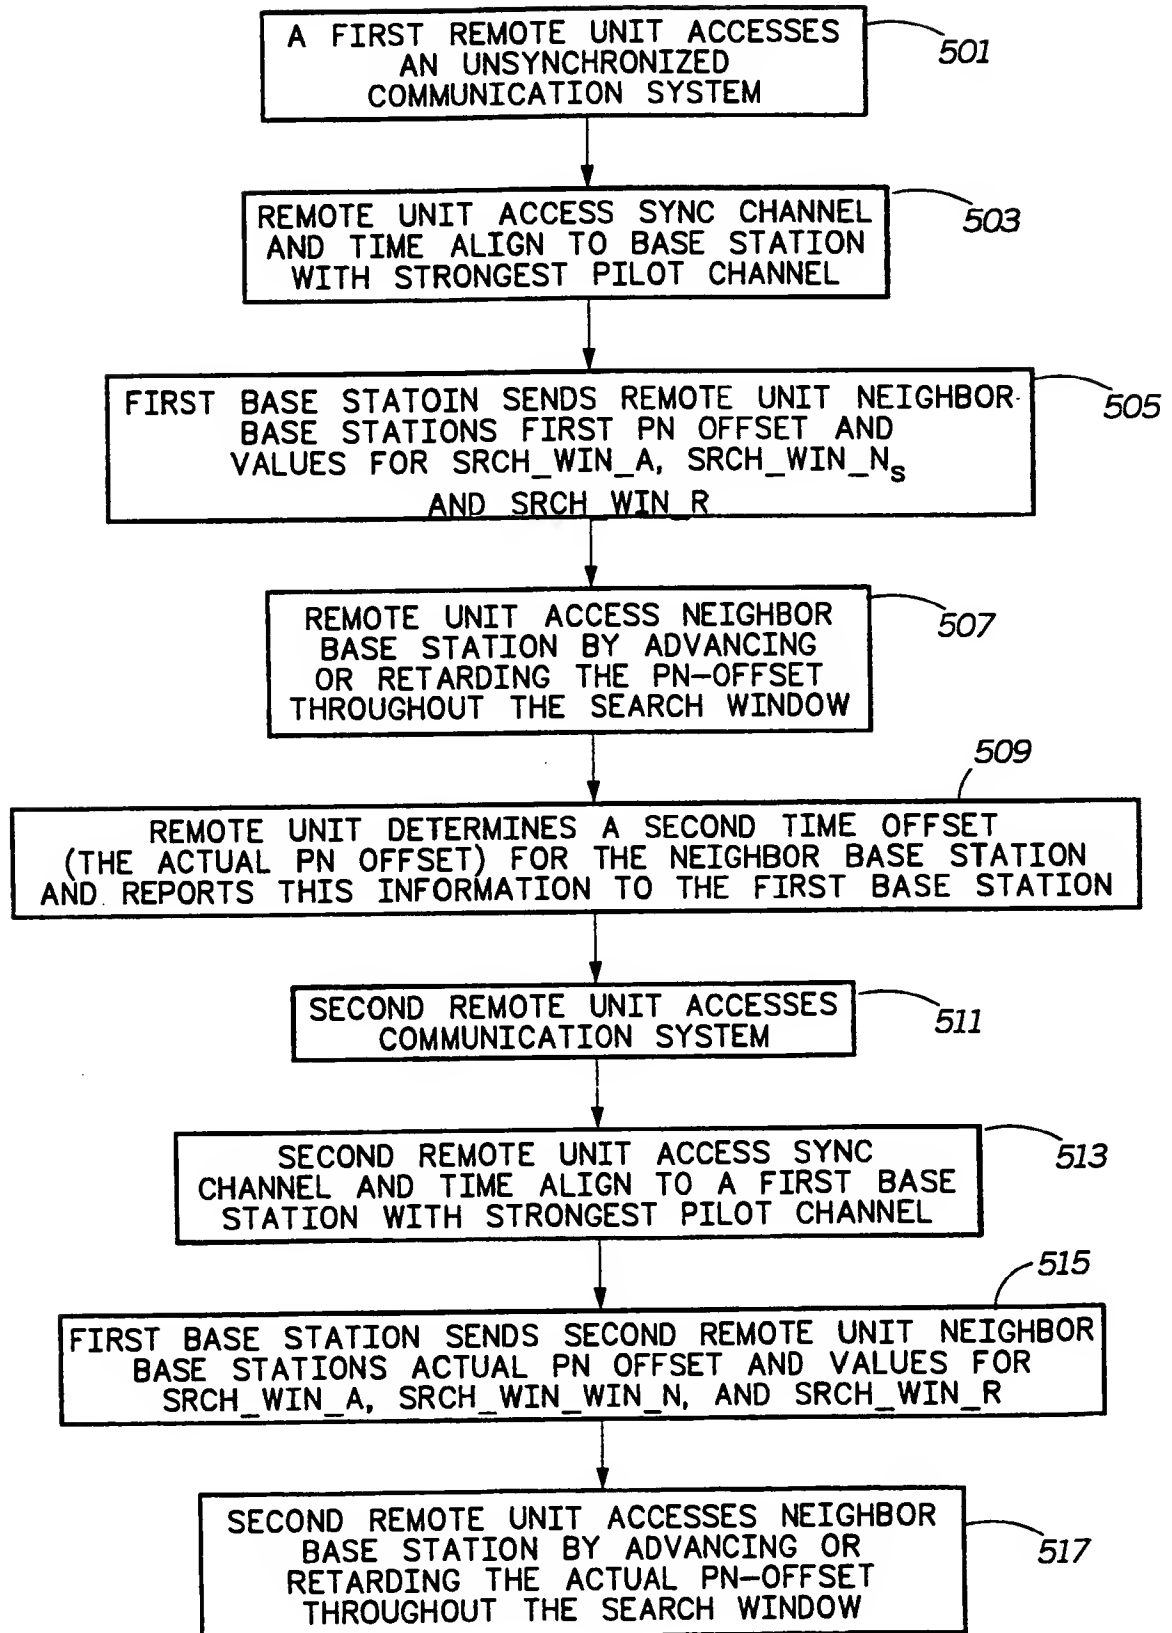 A FIRST REMOTE UNIT ACCESSES
AN UNSYNCHRONIZED
COMMUNICATION SYSTEM
501
REMOTE UNIT ACCESS SYNC CHANNEL
AND TIME ALIGN TO BASE STATION
WITH STRONGEST PILOT CHANNEL
503
FIRST BASE STATOIN SENDS REMOTE UNIT NEIGHBOR
BASE STATIONS FIRST PN OFFSET AND
VALUES FOR SRCH_WIN_A, SRCH_WIN_Ns
AND SRCH_WIN_R
505
REMOTE UNIT ACCESS NEIGHBOR
BASE STATION BY ADVANCING
OR RETARDING THE PN-OFFSET
THROUGHOUT THE SEARCH WINDOW
507
509
REMOTE UNIT DETERMINES A SECOND TIME OFFSET
(THE ACTUAL PN OFFSET) FOR THE NEIGHBOR BASE STATION
AND REPORTS THIS INFORMATION TO THE FIRST BASE STATION
SECOND REMOTE UNIT ACCESSES
COMMUNICATION SYSTEM
511
SECOND REMOTE UNIT ACCESS SYNC
CHANNEL AND TIME ALIGN TO A FIRST BASE
STATION WITH STRONGEST PILOT CHANNEL
513
515
FIRST BASE STATION SENDS SECOND REMOTE UNIT NEIGHBOR
BASE STATIONS ACTUAL PN OFFSET AND VALUES FOR
SRCH_WIN_A, SRCH_WIN_WIN_N, AND SRCH_WIN_R
SECOND REMOTE UNIT ACCESSES NEIGHBOR
BASE STATION BY ADVANCING OR
RETARDING THE ACTUAL PN-OFFSET
THROUGHOUT THE SEARCH WINDOW
517